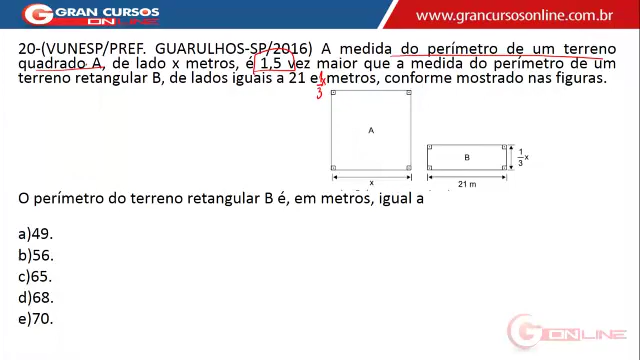 GRAN CURSOS
ONLINE
www.grancursosonline.com.br
20-(VUNESP/PREF. GUARULHOS-SP/2016) A medida do perímetro de um terreno
quadrado A, de lado x metros, é 1,5 vez maior que a medida do perímetro de um
terreno retangular B, de lados iguais a 21 e x/3 metros, conforme mostrado nas figuras.
A
B
1/3 x
x
21 m
O perímetro do terreno retangular B é, em metros, igual a
a)49.
b)56.
c)65.
d)68.
e)70.
G ONLINE